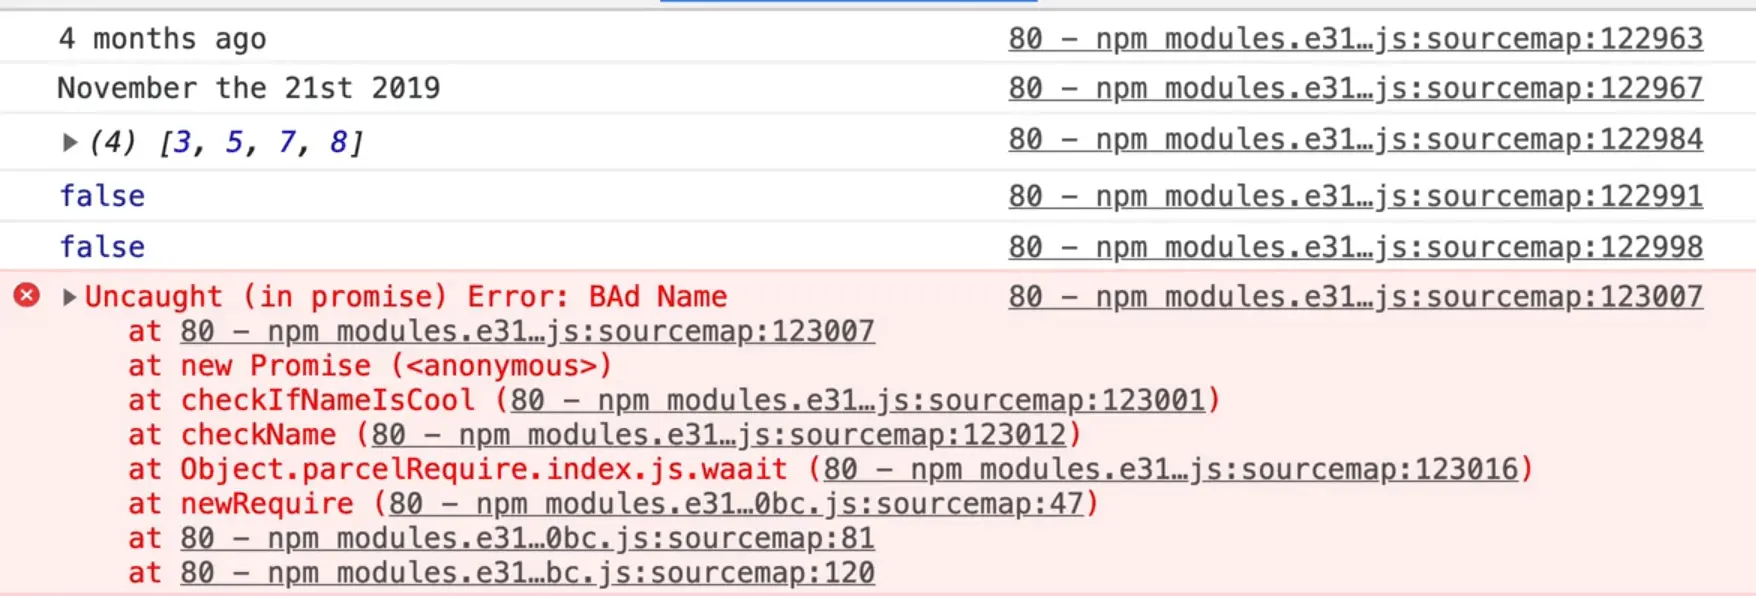 4 months ago 80 – npm modules.e31…js:sourcemap:122963
November the 21st 2019 80 – npm modules.e31…js:sourcemap:122967
▶(4) [3, 5, 7, 8] 80 – npm modules.e31…js:sourcemap:122984
false 80 – npm modules.e31…js:sourcemap:122991
false 80 – npm modules.e31…js:sourcemap:122998
▶Uncaught (in promise) Error: BAd Name 80 – npm modules.e31…js:sourcemap:123007
at 80 – npm modules.e31…js:sourcemap:123007
at new Promise (<anonymous>)
at checkIfNameIsCool (80 – npm modules.e31…js:sourcemap:123001)
at checkName (80 – npm modules.e31…js:sourcemap:123012)
at Object.parcelRequire.index.js.waait (80 – npm modules.e31…js:sourcemap:123016)
at newRequire (80 – npm modules.e31…0bc.js:sourcemap:47)
at 80 – npm modules.e31…0bc.js:sourcemap:81
at 80 – npm modules.e31…bc.js:sourcemap:120